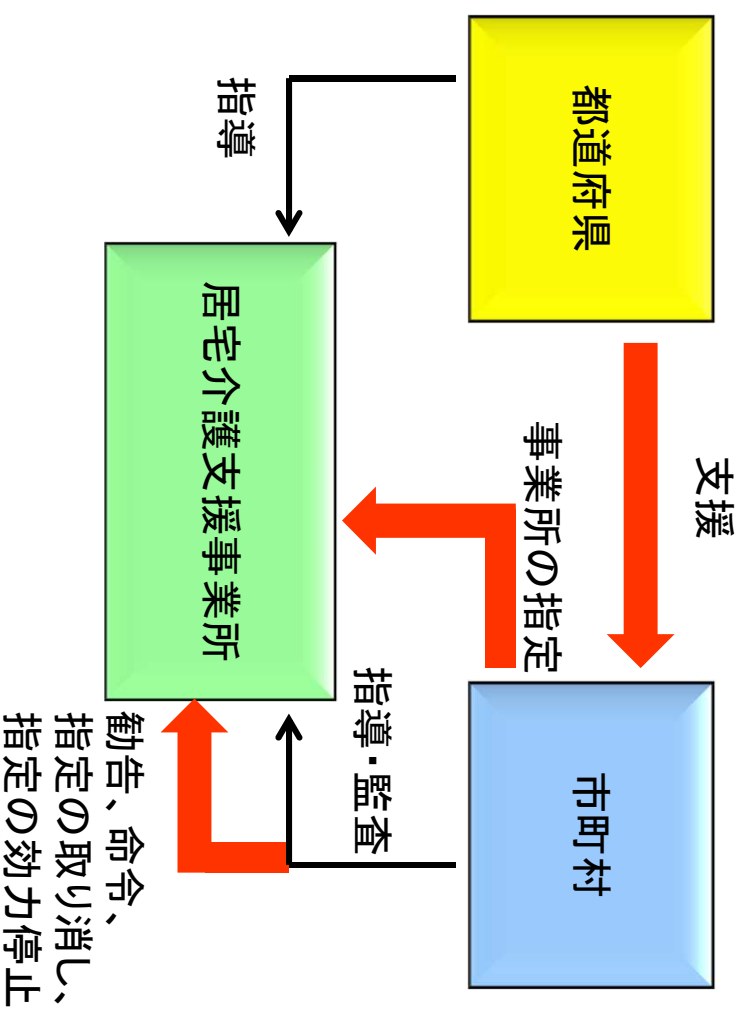 支援
都道府県
市町村
事業所の指定
指導・監査
指導
居宅介護支援事業所
勧告、命令、
指定の取り消し、
指定の効力停止